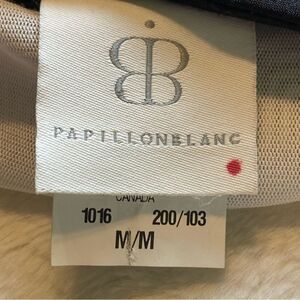 PAPILLONBLANC
CANADA
1016 200/103
M/M